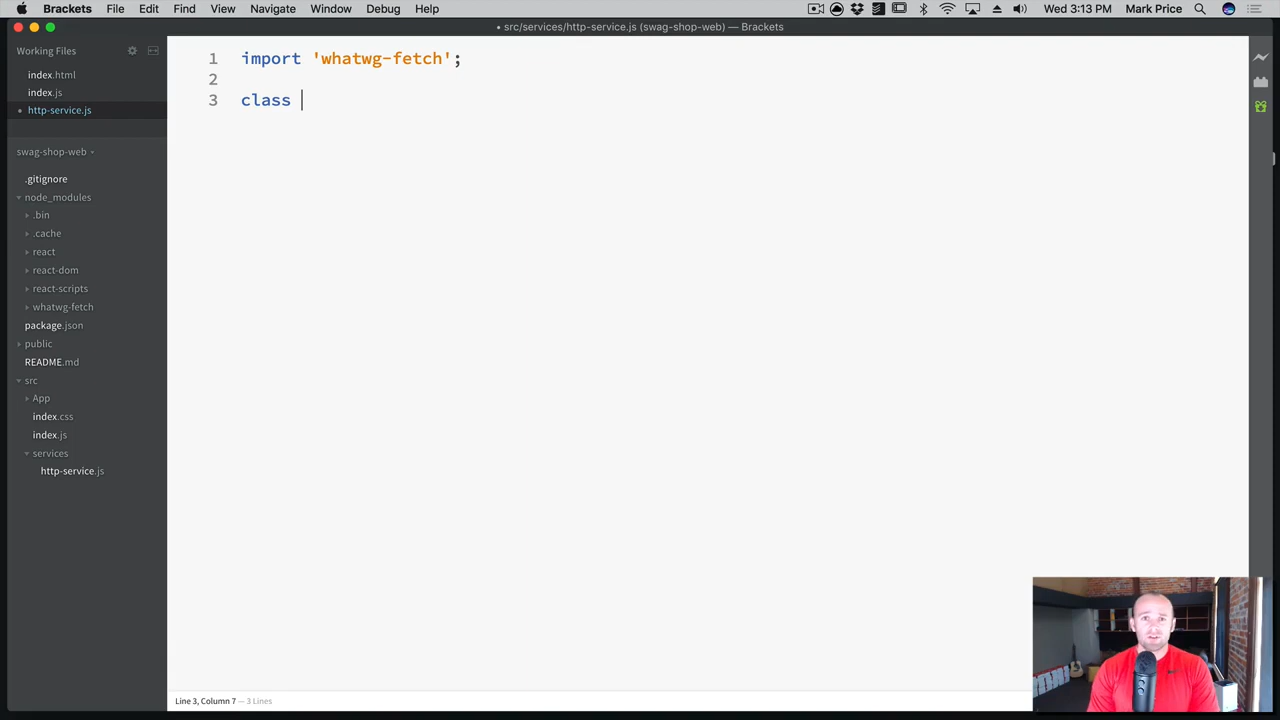 Brackets File Edit Find View Navigate Window Debug Help Wed 3:13 PM Mark Price
• src/services/http-service.js (swag-shop-web) — Brackets
Working Files
index.html
index.js
• http-service.js
swag-shop-web
.gitignore
node_modules
.bin
.cache
react
react-dom
react-scripts
whatwg-fetch
package.json
public
README.md
src
App
index.css
index.js
services
http-service.js
1 import 'whatwg-fetch';
2
3 class
Line 3, Column 7 — 3 Lines